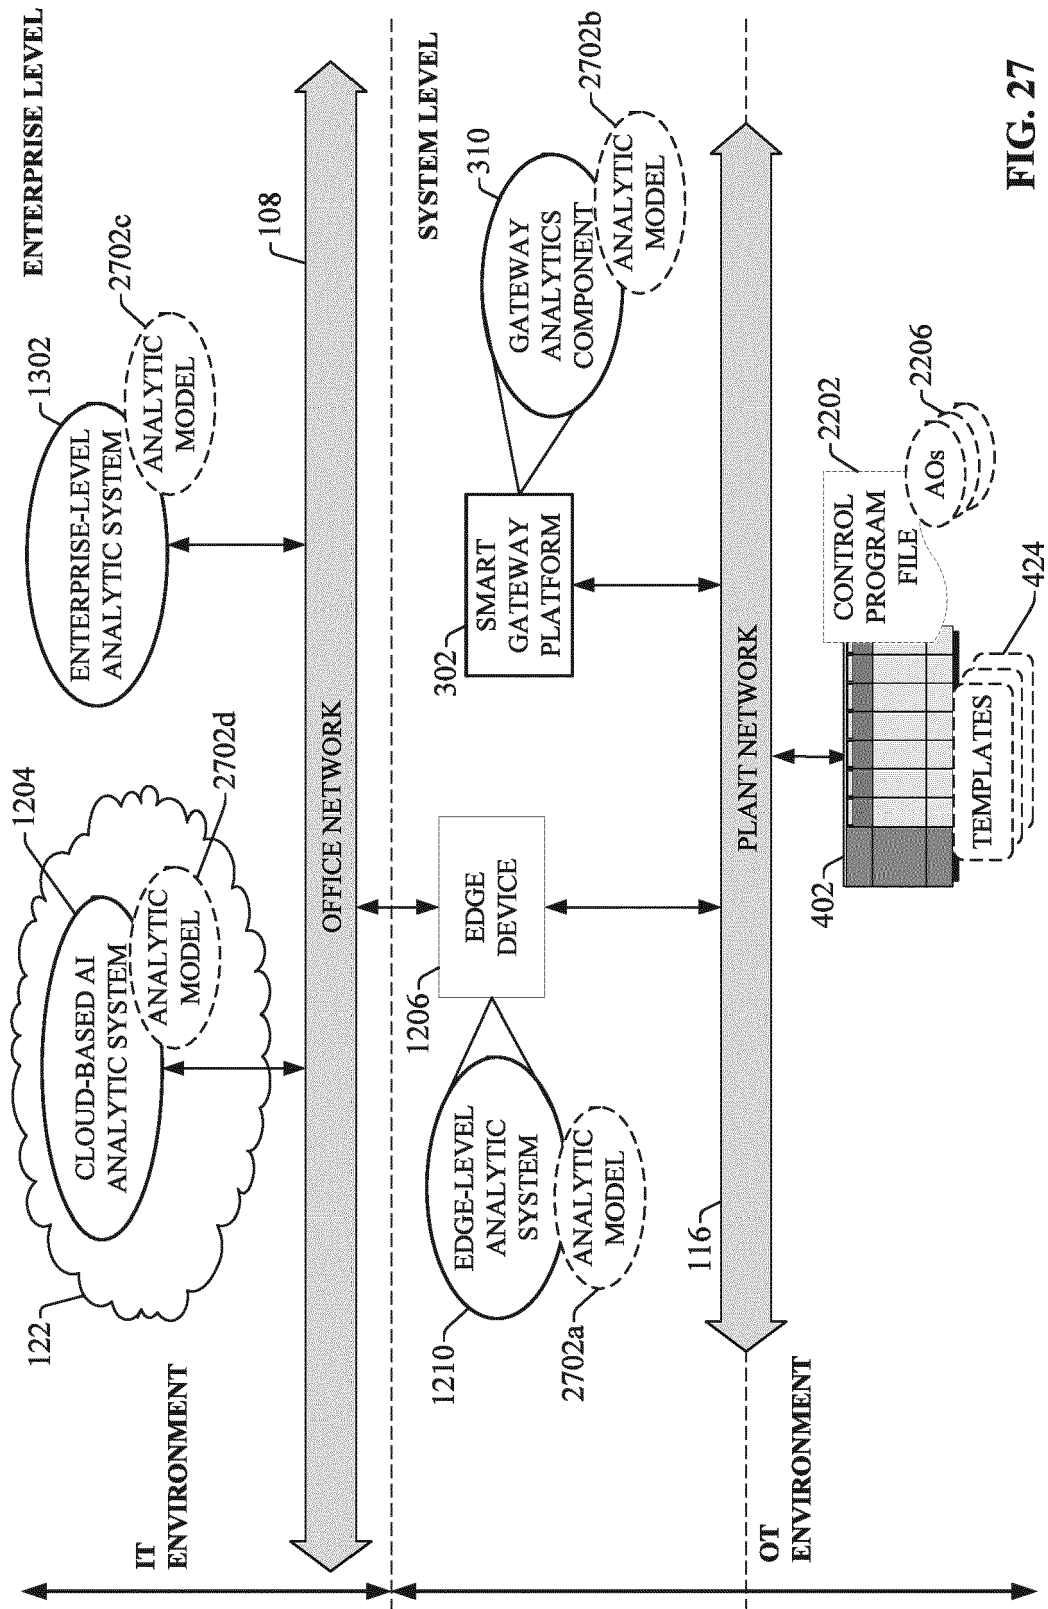 ENTERPRISE LEVEL
IT
ENVIRONMENT
122
1204
CLOUD-BASED AI
ANALYTIC SYSTEM
2702d
ANALYTIC
MODEL
1302
ENTERPRISE-LEVEL
ANALYTIC SYSTEM
2702c
ANALYTIC
MODEL
108
OFFICE NETWORK
SYSTEM LEVEL
1210
EDGE-LEVEL
ANALYTIC
SYSTEM
2702a
ANALYTIC
MODEL
1206
EDGE
DEVICE
302
SMART
GATEWAY
PLATFORM
310
GATEWAY
ANALYTICS
COMPONENT
2702b
ANALYTIC
MODEL
116
PLANT NETWORK
OT
ENVIRONMENT
402
TEMPLATES
424
2202
CONTROL
PROGRAM
FILE
AOs
2206
FIG. 27